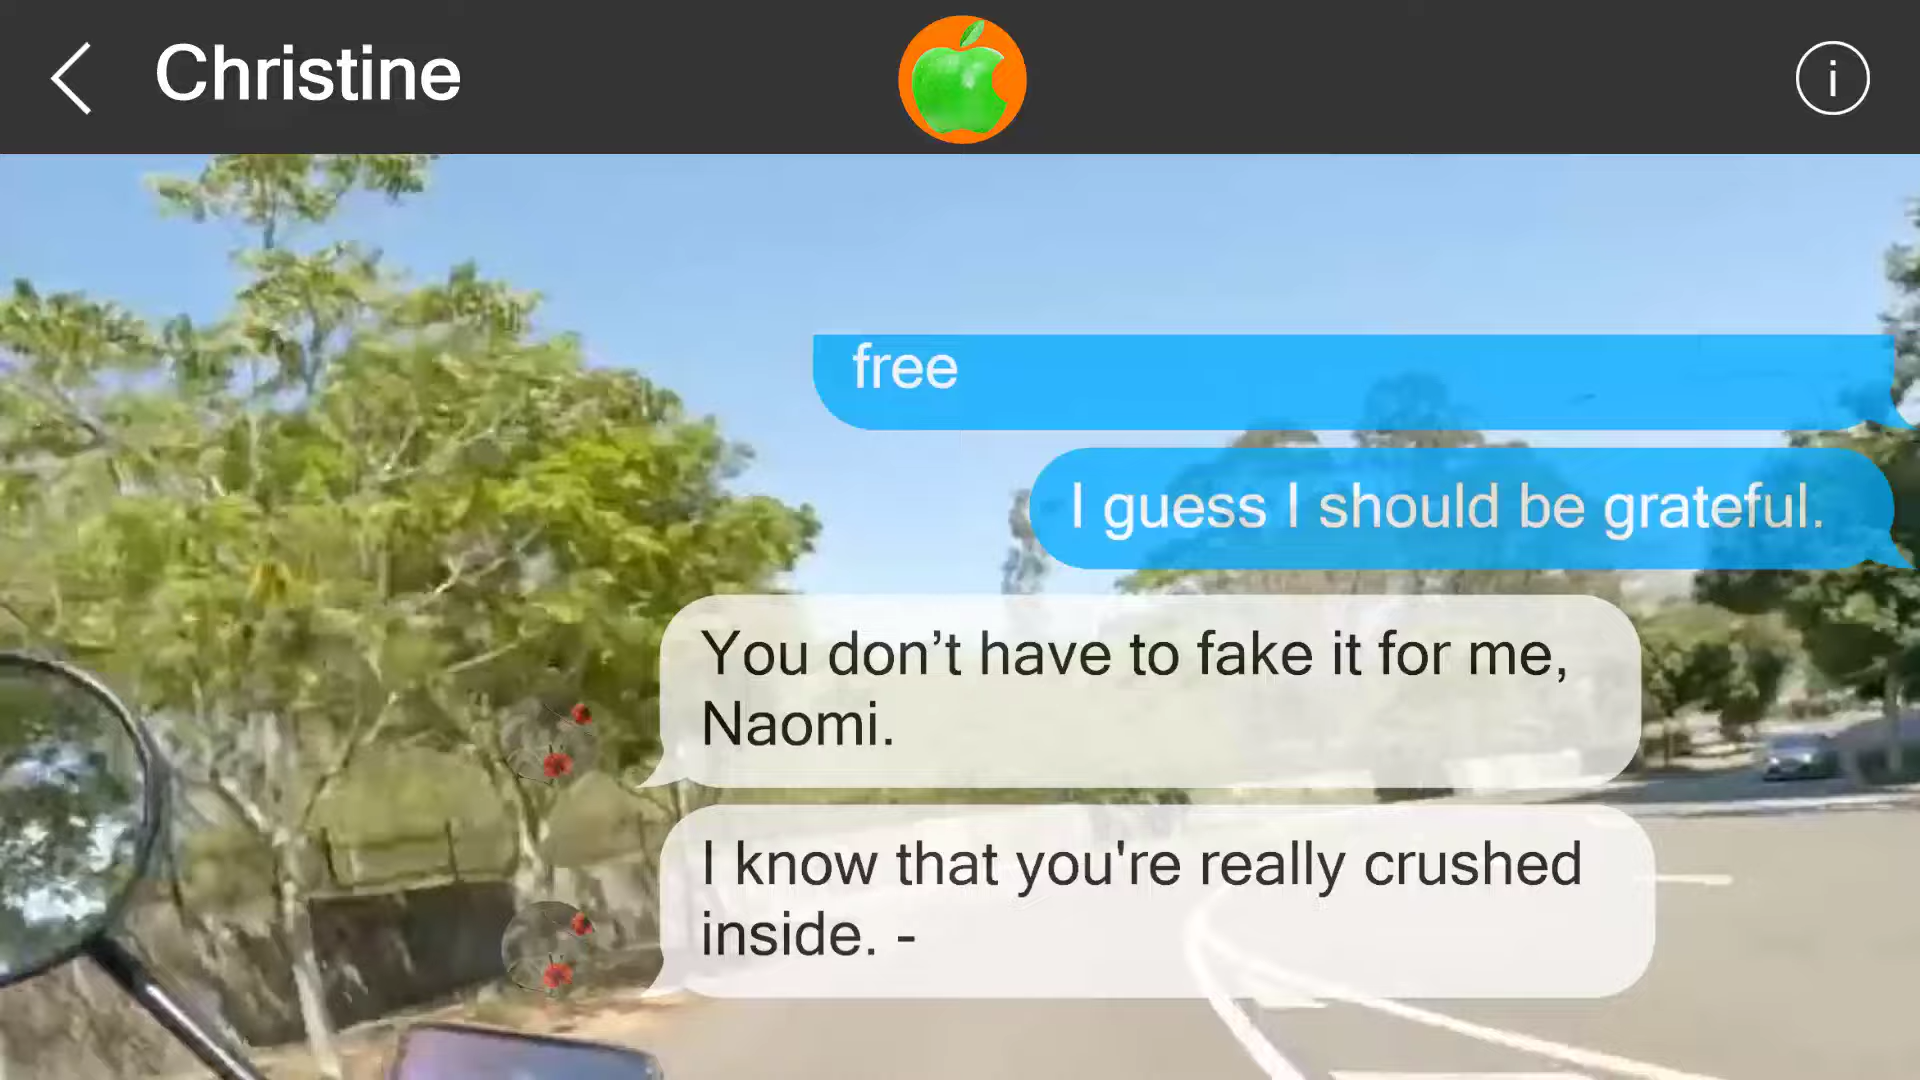 Christine
i
free
I guess I should be grateful.
You don’t have to fake it for me,
Naomi.
I know that you're really crushed
inside. -